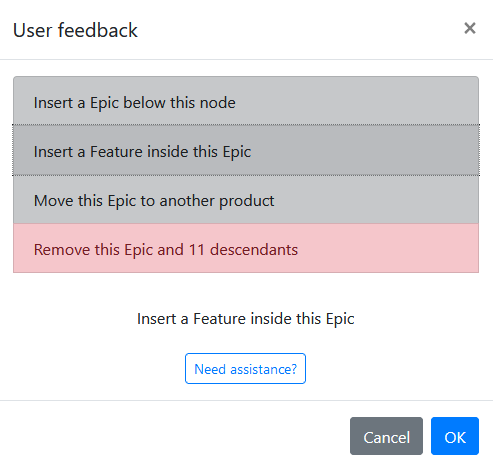 User feedback ×
Insert a Epic below this node
Insert a Feature inside this Epic
Move this Epic to another product
Remove this Epic and 11 descendants
Insert a Feature inside this Epic
Need assistance?
Cancel OK